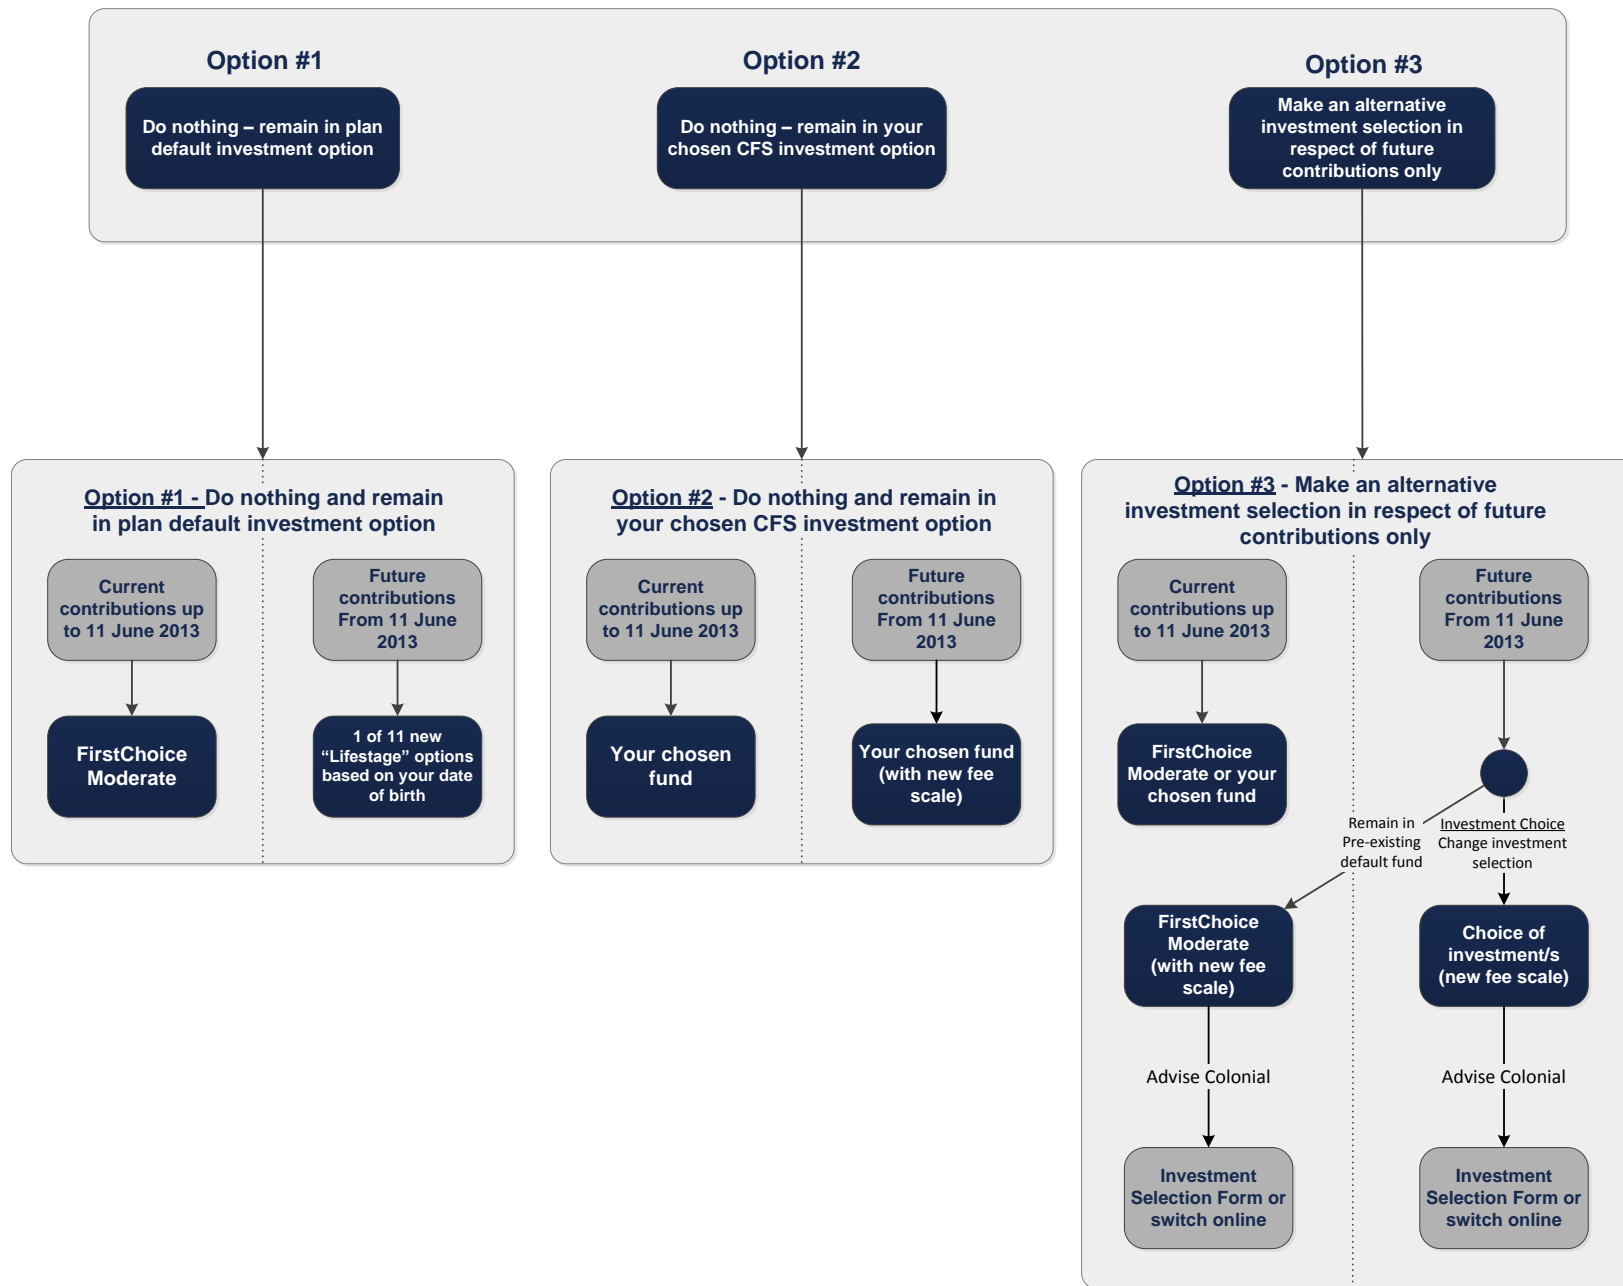 Option #1
Do nothing – remain in plan
default investment option
Option #2
Do nothing – remain in your
chosen CFS investment option
Option #3
Make an alternative
investment selection in
respect of future
contributions only
Option #1 - Do nothing and remain
in plan default investment option
Current
contributions up
to 11 June 2013
Future
contributions
From 11 June
2013
FirstChoice
Moderate
1 of 11 new
“Lifestage” options
based on your date
of birth
Option #2 - Do nothing and remain in
your chosen CFS investment option
Current
contributions up
to 11 June 2013
Future
contributions
From 11 June
2013
Your chosen
fund
Your chosen fund
(with new fee
scale)
Option #3 - Make an alternative
investment selection in respect of future
contributions only
Current
contributions up
to 11 June 2013
Future
contributions
From 11 June
2013
FirstChoice
Moderate or your
chosen fund
Remain in
Pre-existing
default fund
Investment Choice
Change investment
selection
FirstChoice
Moderate
(with new fee
scale)
Choice of
investment/s
(new fee scale)
Advise Colonial
Advise Colonial
Investment
Selection Form or
switch online
Investment
Selection Form or
switch online